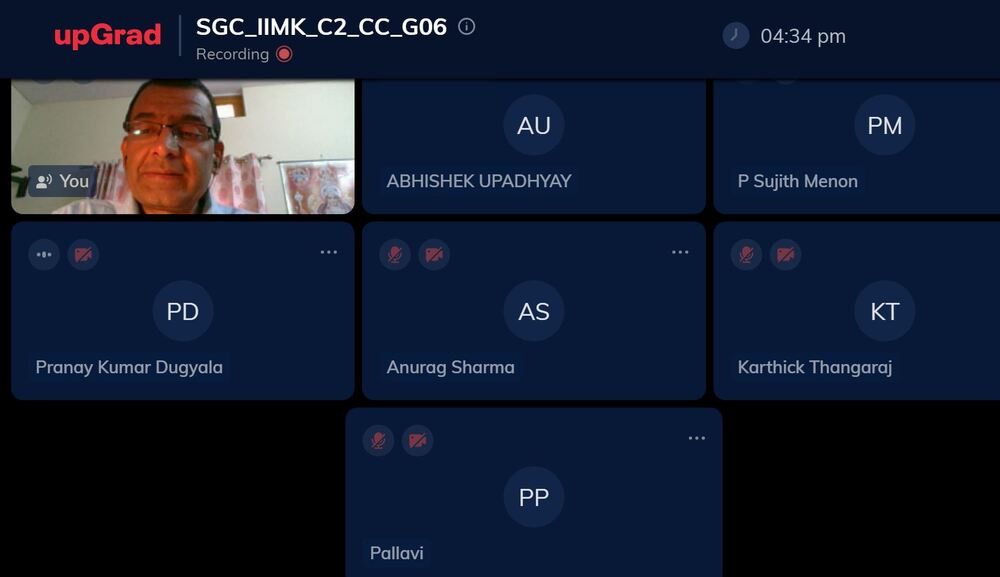 upGrad
SGC_IIMK_C2_CC_G06
Recording
04:34 pm
You
AU
ABHISHEK UPADHYAY
PM
P Sujith Menon
PD
Pranay Kumar Dugyala
AS
Anurag Sharma
KT
Karthick Thangaraj
PP
Pallavi